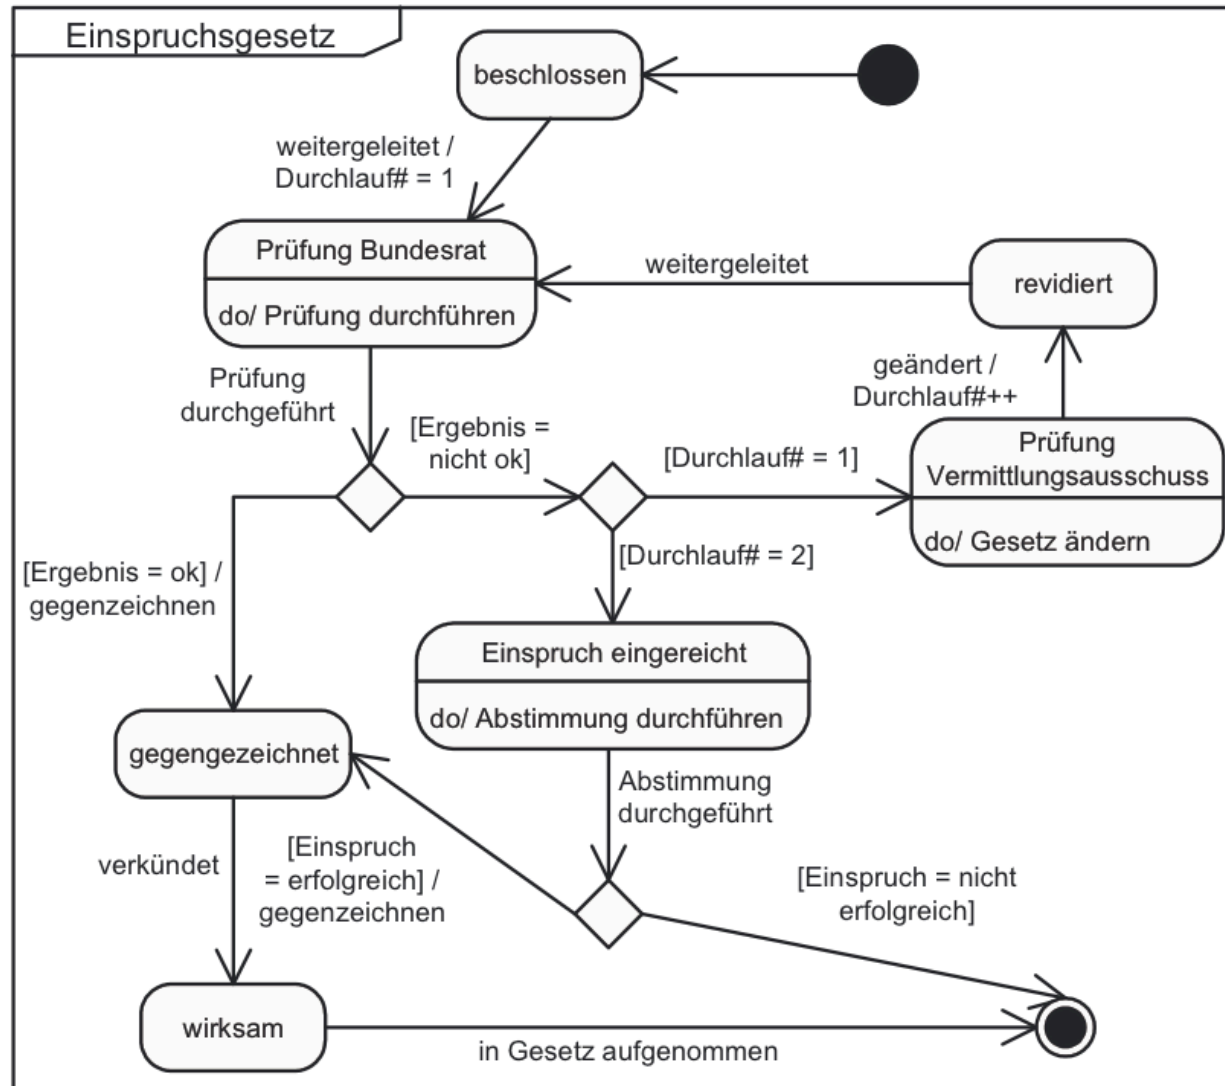 Einspruchsgesetz
beschlossen
weitergeleitet /
Durchlauf# = 1
Prüfung Bundesrat
do/ Prüfung durchführen
weitergeleitet
revidiert
geändert /
Durchlauf#++
Prüfung
durchgeführt
[Ergebnis =
nicht ok]
[Durchlauf# = 1]
Prüfung
Vermittlungsausschuss
do/ Gesetz ändern
[Durchlauf# = 2]
[Ergebnis = ok] /
gegenzeichnen
Einspruch eingereicht
do/ Abstimmung durchführen
gegengezeichnet
Abstimmung
durchgeführt
verkündet
[Einspruch
= erfolgreich] /
gegenzeichnen
[Einspruch = nicht
erfolgreich]
wirksam
in Gesetz aufgenommen